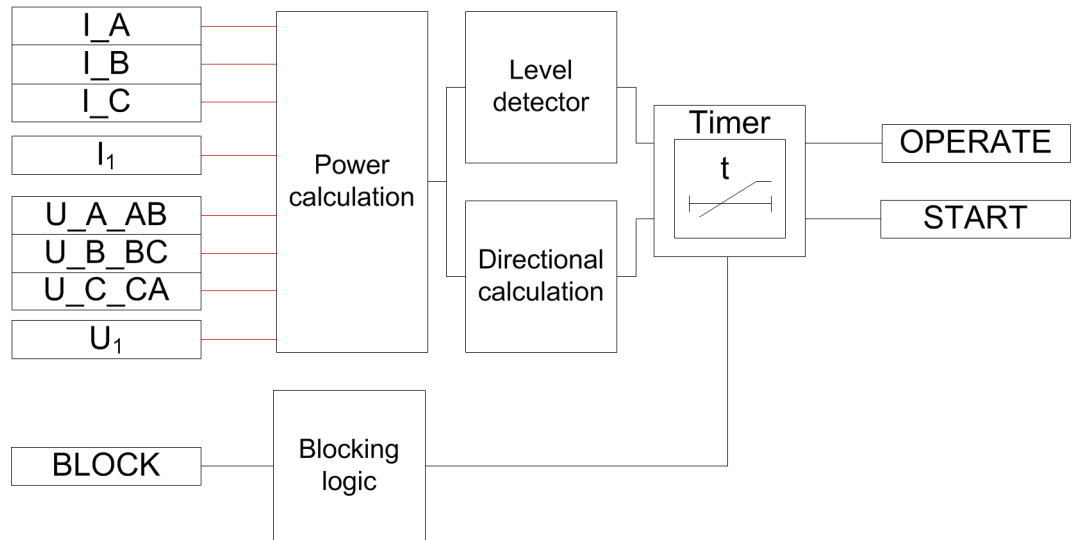 I_A
I_B
I_C
I₁
U_A_AB
U_B_BC
U_C_CA
U₁
BLOCK
Power
calculation
Blocking
logic
Level
detector
Directional
calculation
Timer
t
OPERATE
START